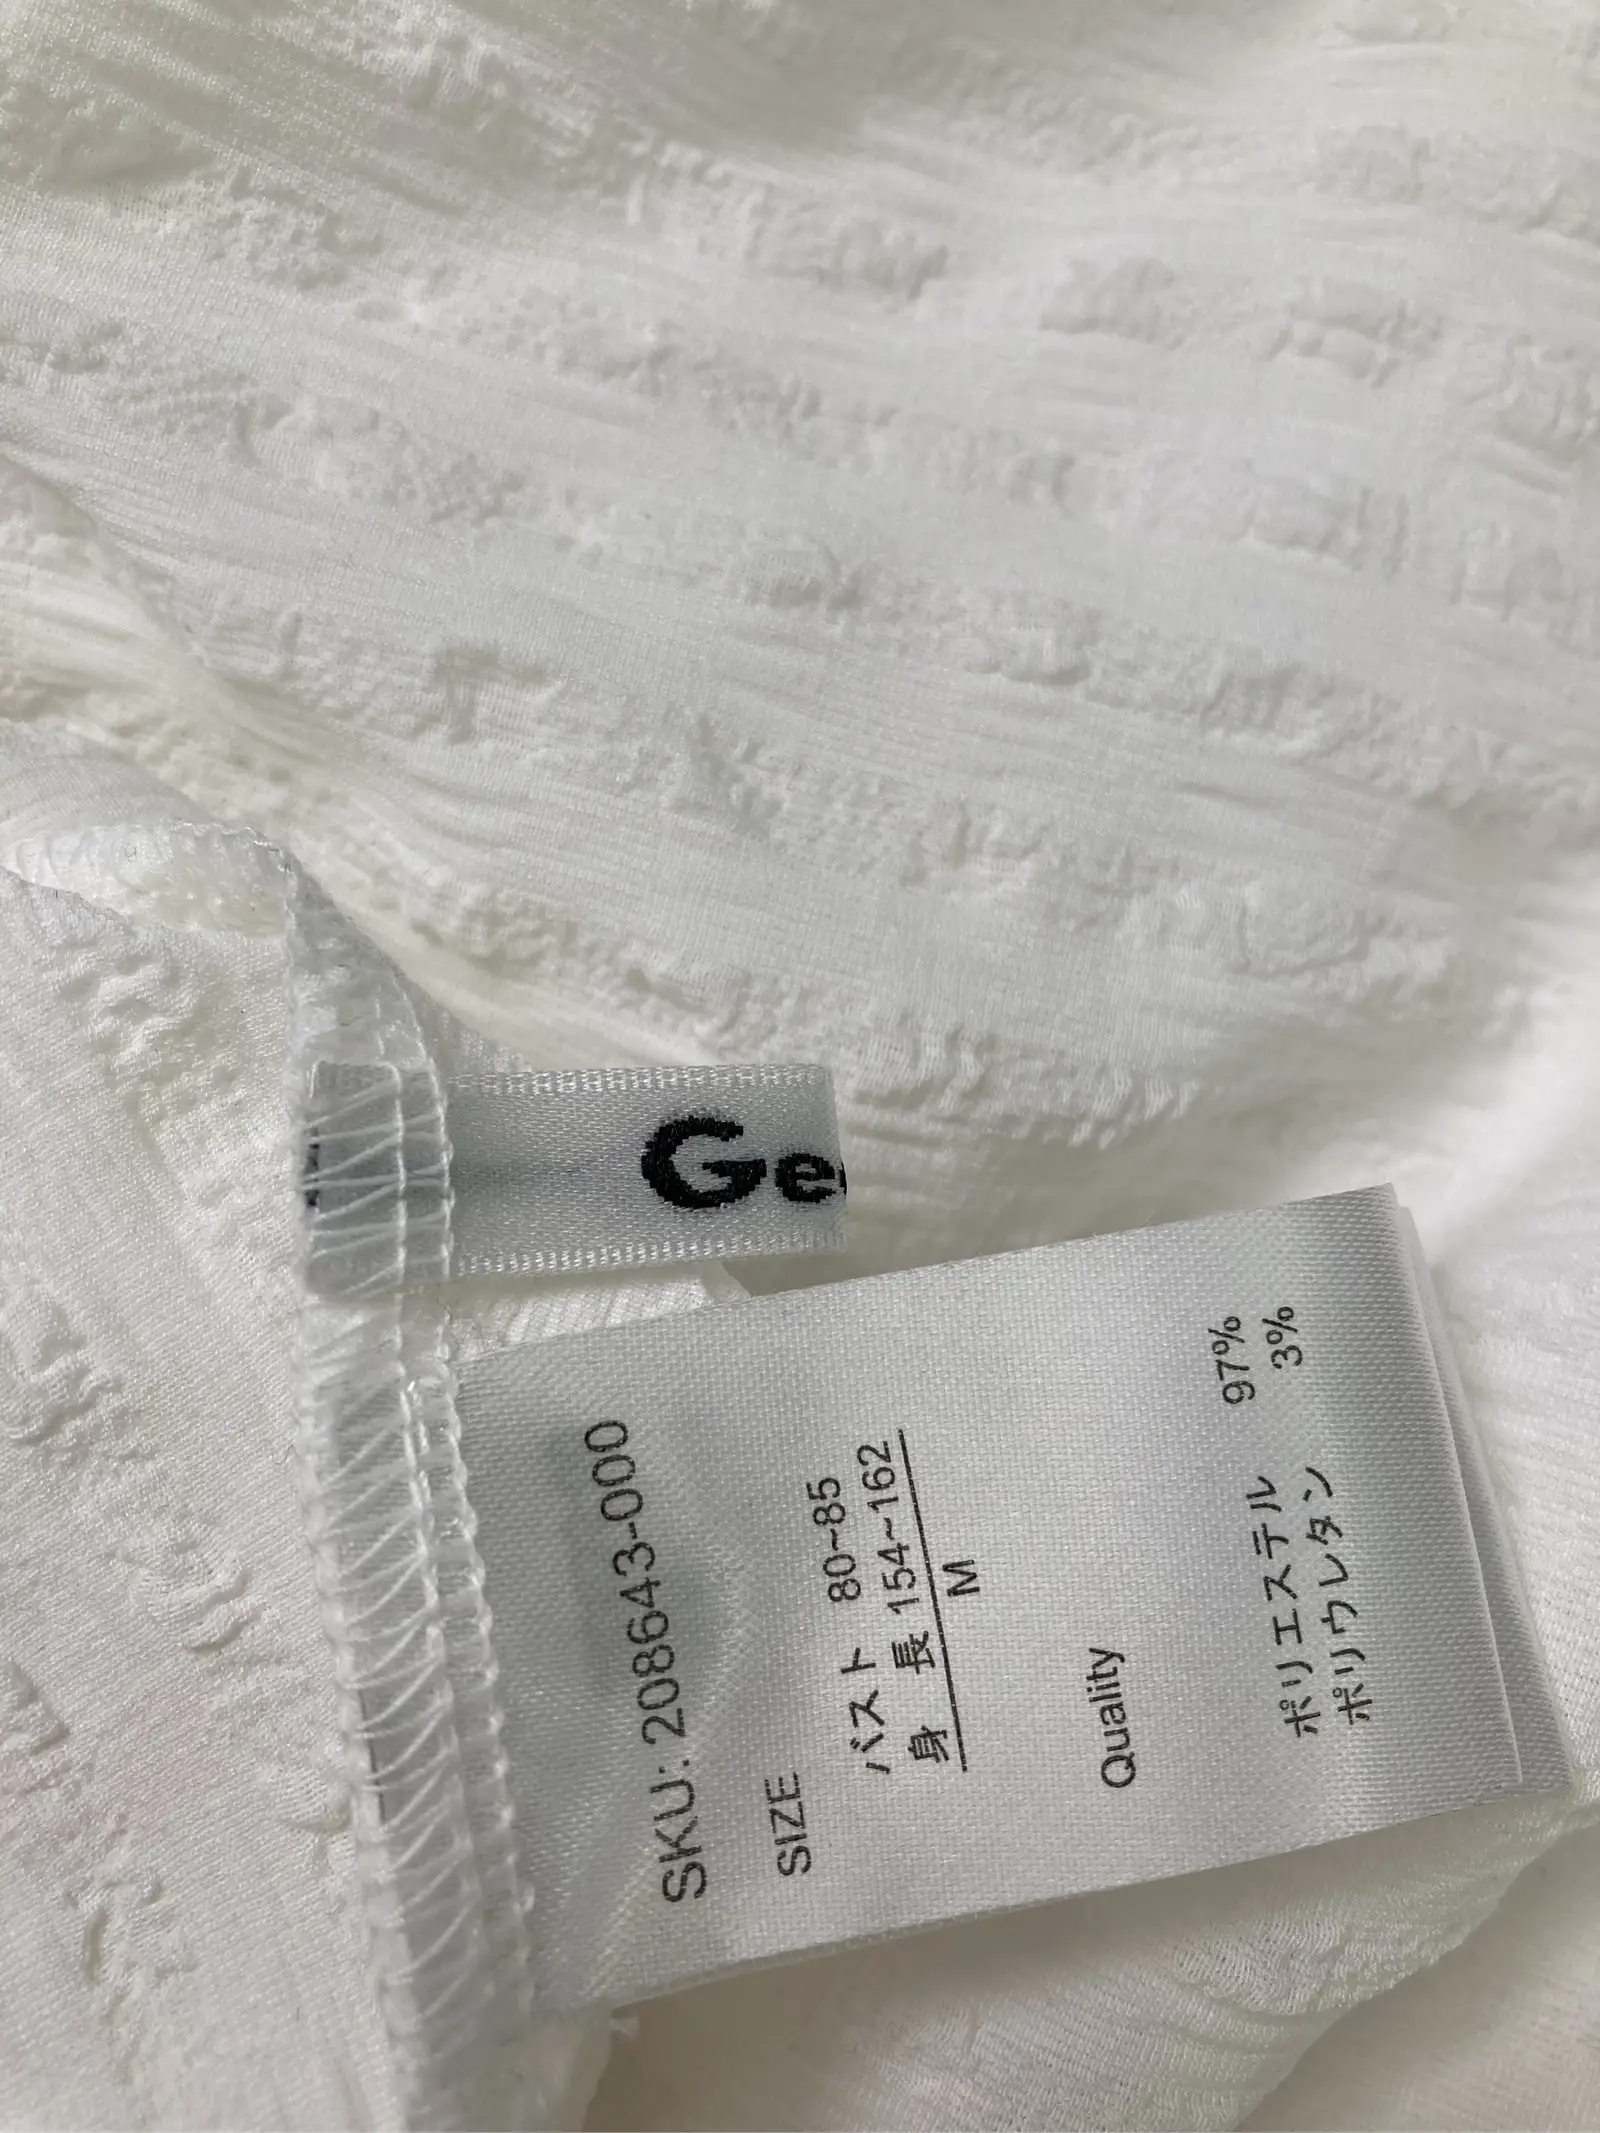 Ge
SKU: 208643-000
SIZE
バスト 80~85
身 長 154~162
M
Quality
ポリエステル 97%
ポリウレタン 3%